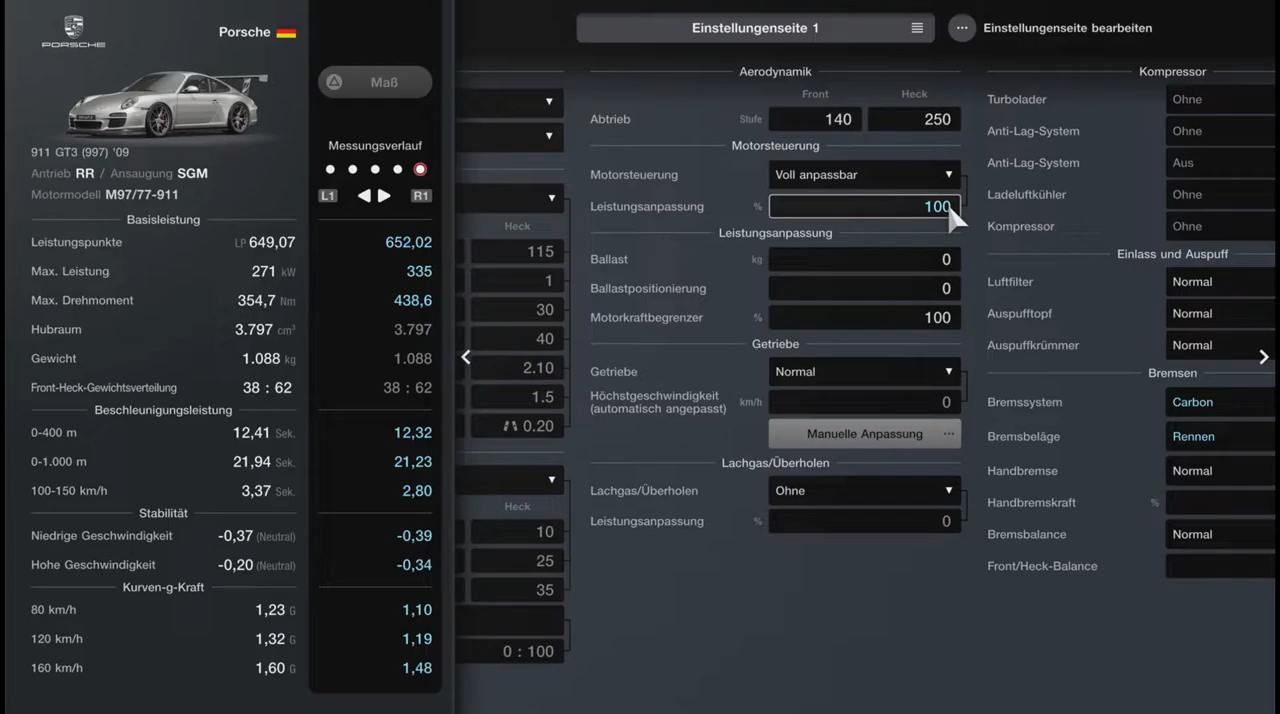 PORSCHE
Porsche
911 GT3 (997) '09
Antrieb RR / Ansaugung SGM
Motormodell M97/77-911
Basisleistung
Leistungspunkte LP 649,07 652,02
Max. Leistung 271 kW 335
Max. Drehmoment 354,7 Nm 438,6
Hubraum 3.797 cm³ 3.797
Gewicht 1.088 kg 1.088
Front-Heck-Gewichtsverteilung 38 : 62 38 : 62
Beschleunigungsleistung
0-400 m 12,41 Sek. 12,32
0-1.000 m 21,94 Sek. 21,23
100-150 km/h 3,37 Sek. 2,80
Stabilität
Niedrige Geschwindigkeit -0,37 (Neutral) -0,39
Hohe Geschwindigkeit -0,20 (Neutral) -0,34
Kurven-g-Kraft
80 km/h 1,23 G 1,10
120 km/h 1,32 G 1,19
160 km/h 1,60 G 1,48
Maß
Messungsverlauf
L1 R1
Einstellungenseite 1
Einstellungenseite bearbeiten
Heck
115
1
30
40
2.10
1.5
0.20
Heck
10
25
35
0 : 100
Aerodynamik
Front Heck
Abtrieb Stufe 140 250
Motorsteuerung
Motorsteuerung Voll anpassbar
Leistungsanpassung % 100
Leistungsanpassung
Ballast kg 0
Ballastpositionierung 0
Motorkraftbegrenzer % 100
Getriebe
Getriebe Normal
Höchstgeschwindigkeit
(automatisch angepasst) km/h 0
Manuelle Anpassung ...
Lachgas/Überholen
Lachgas/Überholen Ohne
Leistungsanpassung % 0
Kompressor
Turbolader Ohne
Anti-Lag-System Ohne
Anti-Lag-System Aus
Ladeluftkühler Ohne
Kompressor Ohne
Einlass und Auspuff
Luftfilter Normal
Auspufftopf Normal
Auspuffkrümmer Normal
Bremsen
Bremssystem Carbon
Bremsbeläge Rennen
Handbremse Normal
Handbremskraft %
Bremsbalance Normal
Front/Heck-Balance